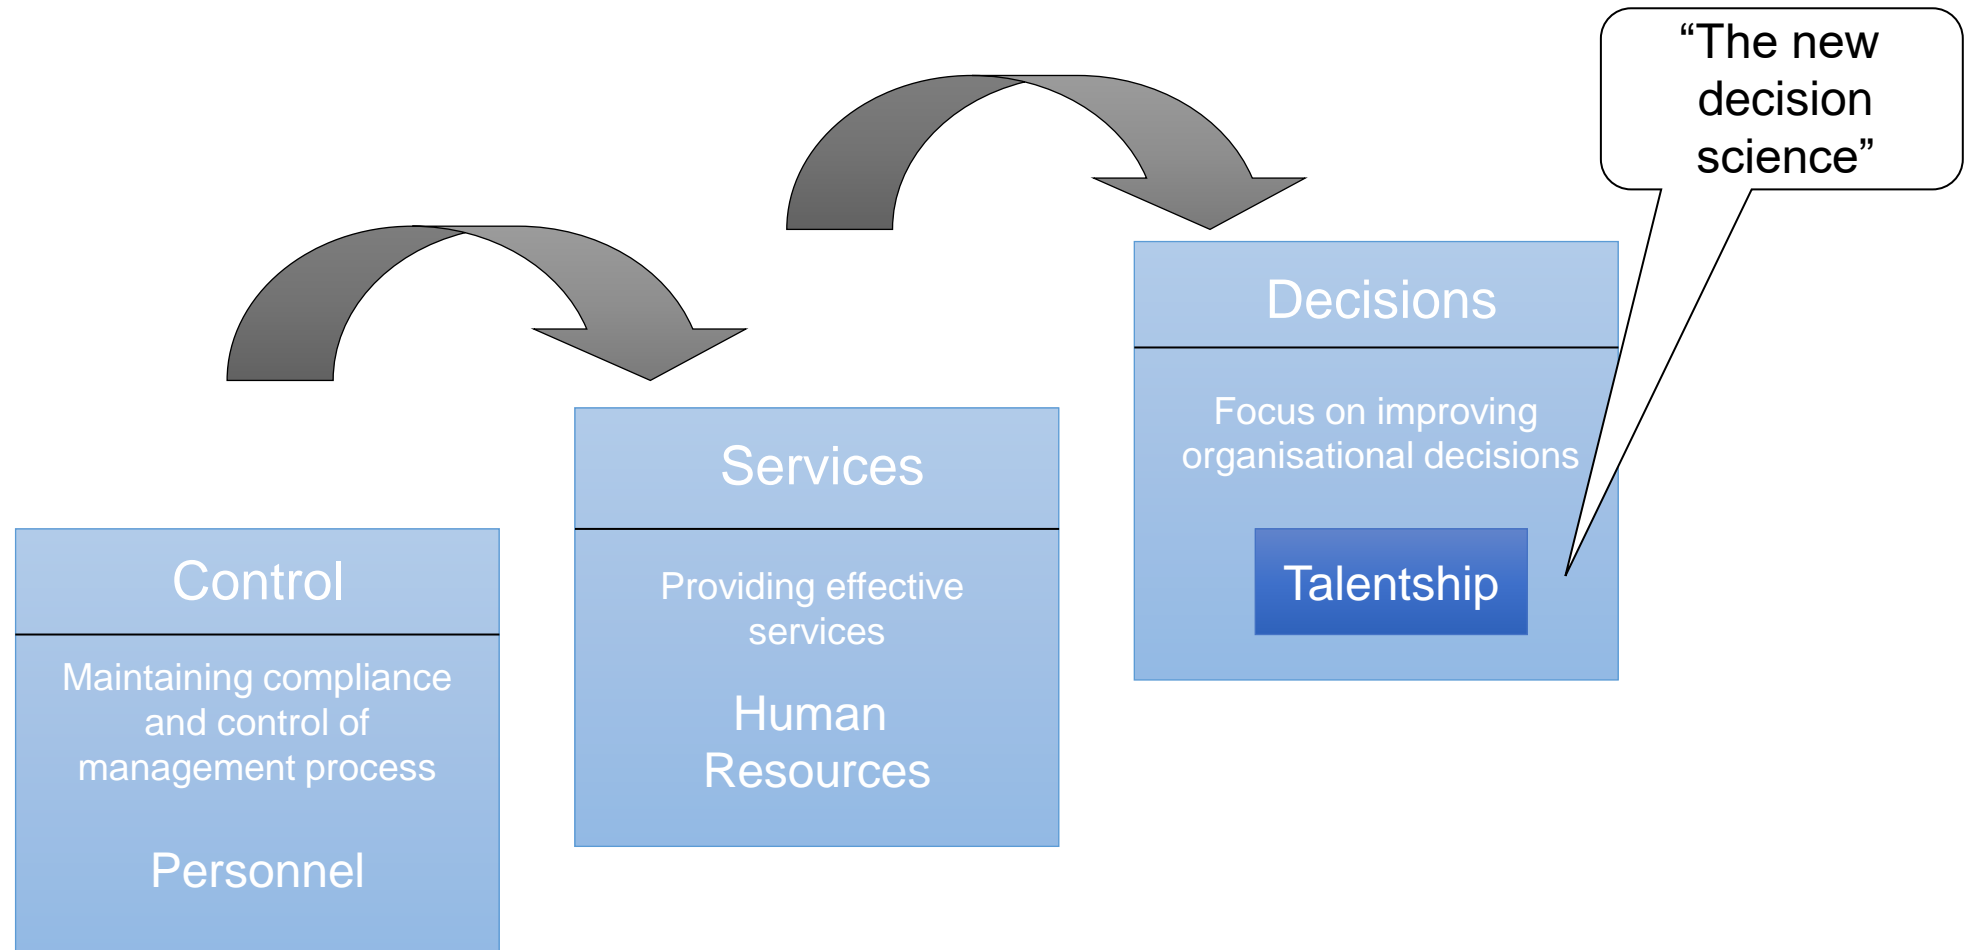 Control
Maintaining compliance
and control of
management process
Personnel
Services
Providing effective
services
Human
Resources
Decisions
Focus on improving
organisational decisions
Talentship
“The new
decision
science”